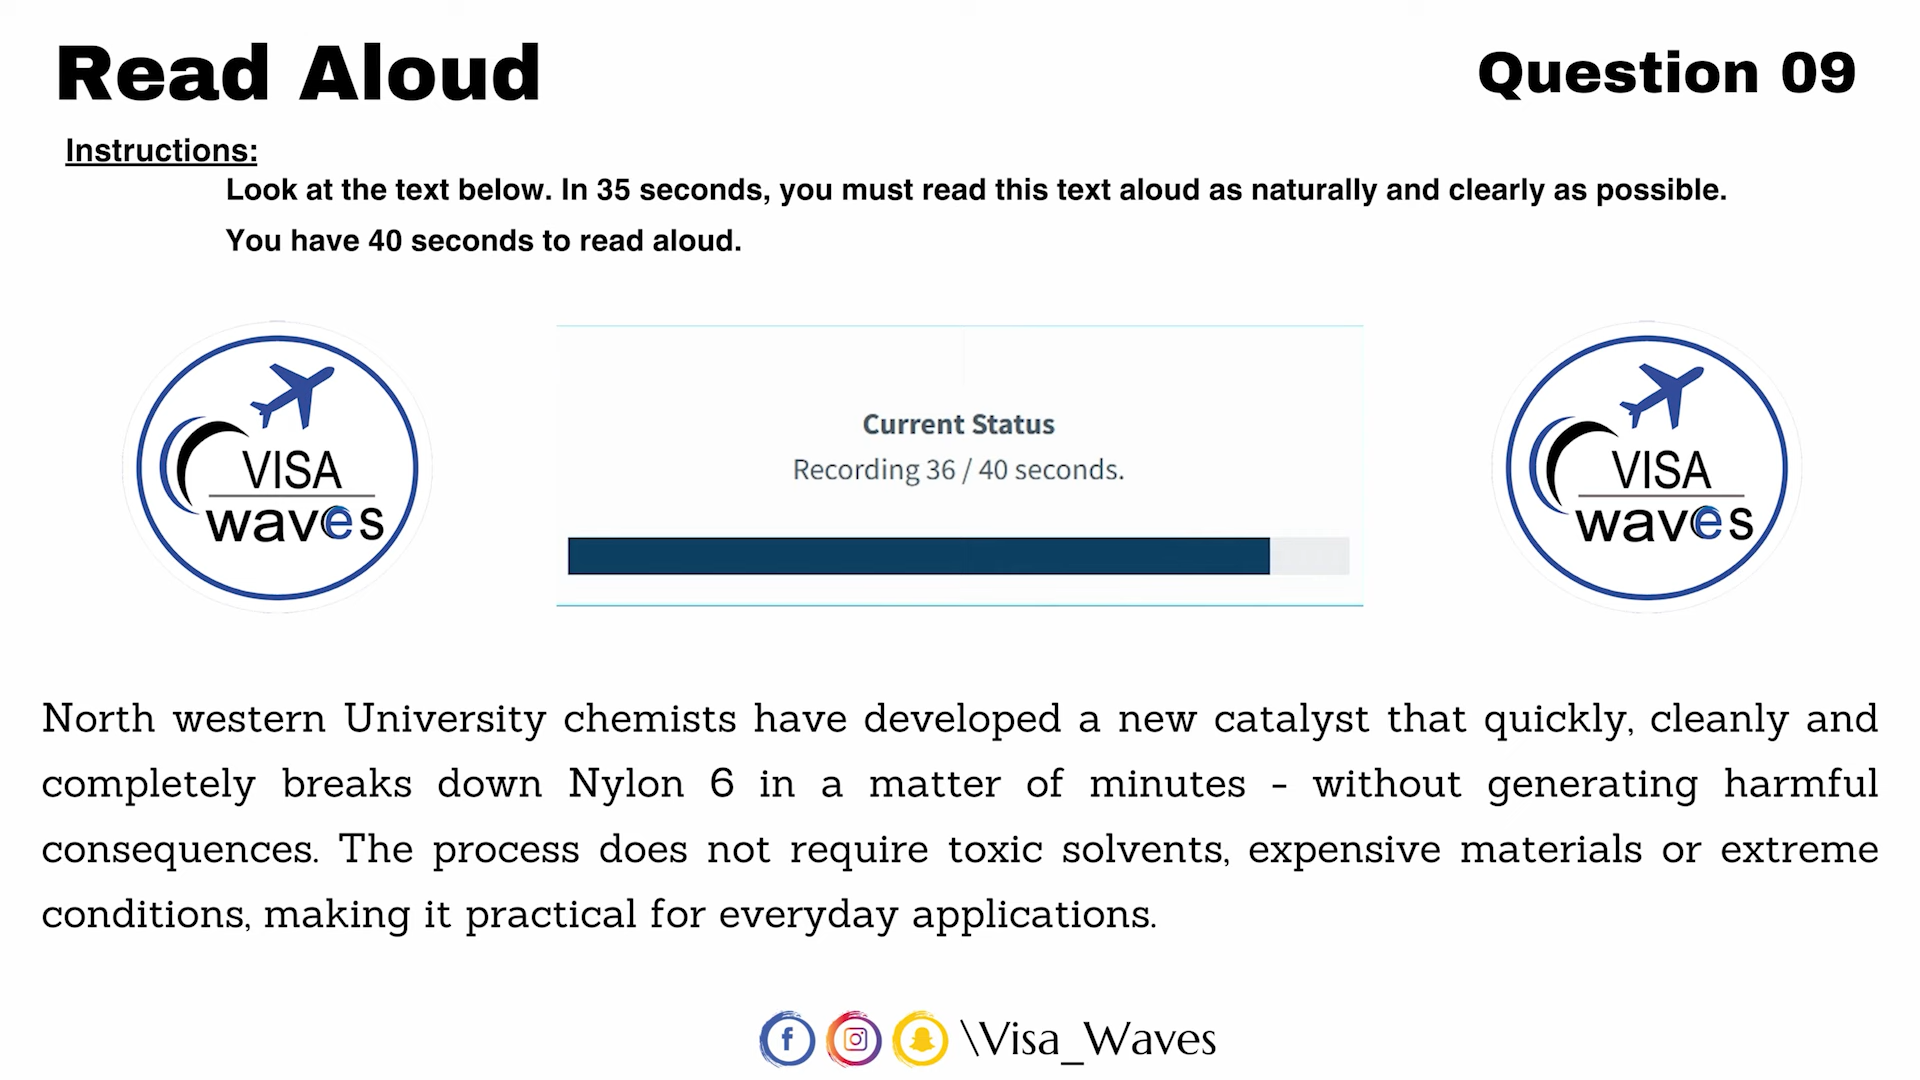 Read Aloud
Question 09
Instructions:
Look at the text below. In 35 seconds, you must read this text aloud as naturally and clearly as possible.
You have 40 seconds to read aloud.
VISA
waves
Current Status
Recording 36 / 40 seconds.
VISA
waves
North western University chemists have developed a new catalyst that quickly, cleanly and
completely breaks down Nylon 6 in a matter of minutes - without generating harmful
consequences. The process does not require toxic solvents, expensive materials or extreme
conditions, making it practical for everyday applications.
\Visa_Waves